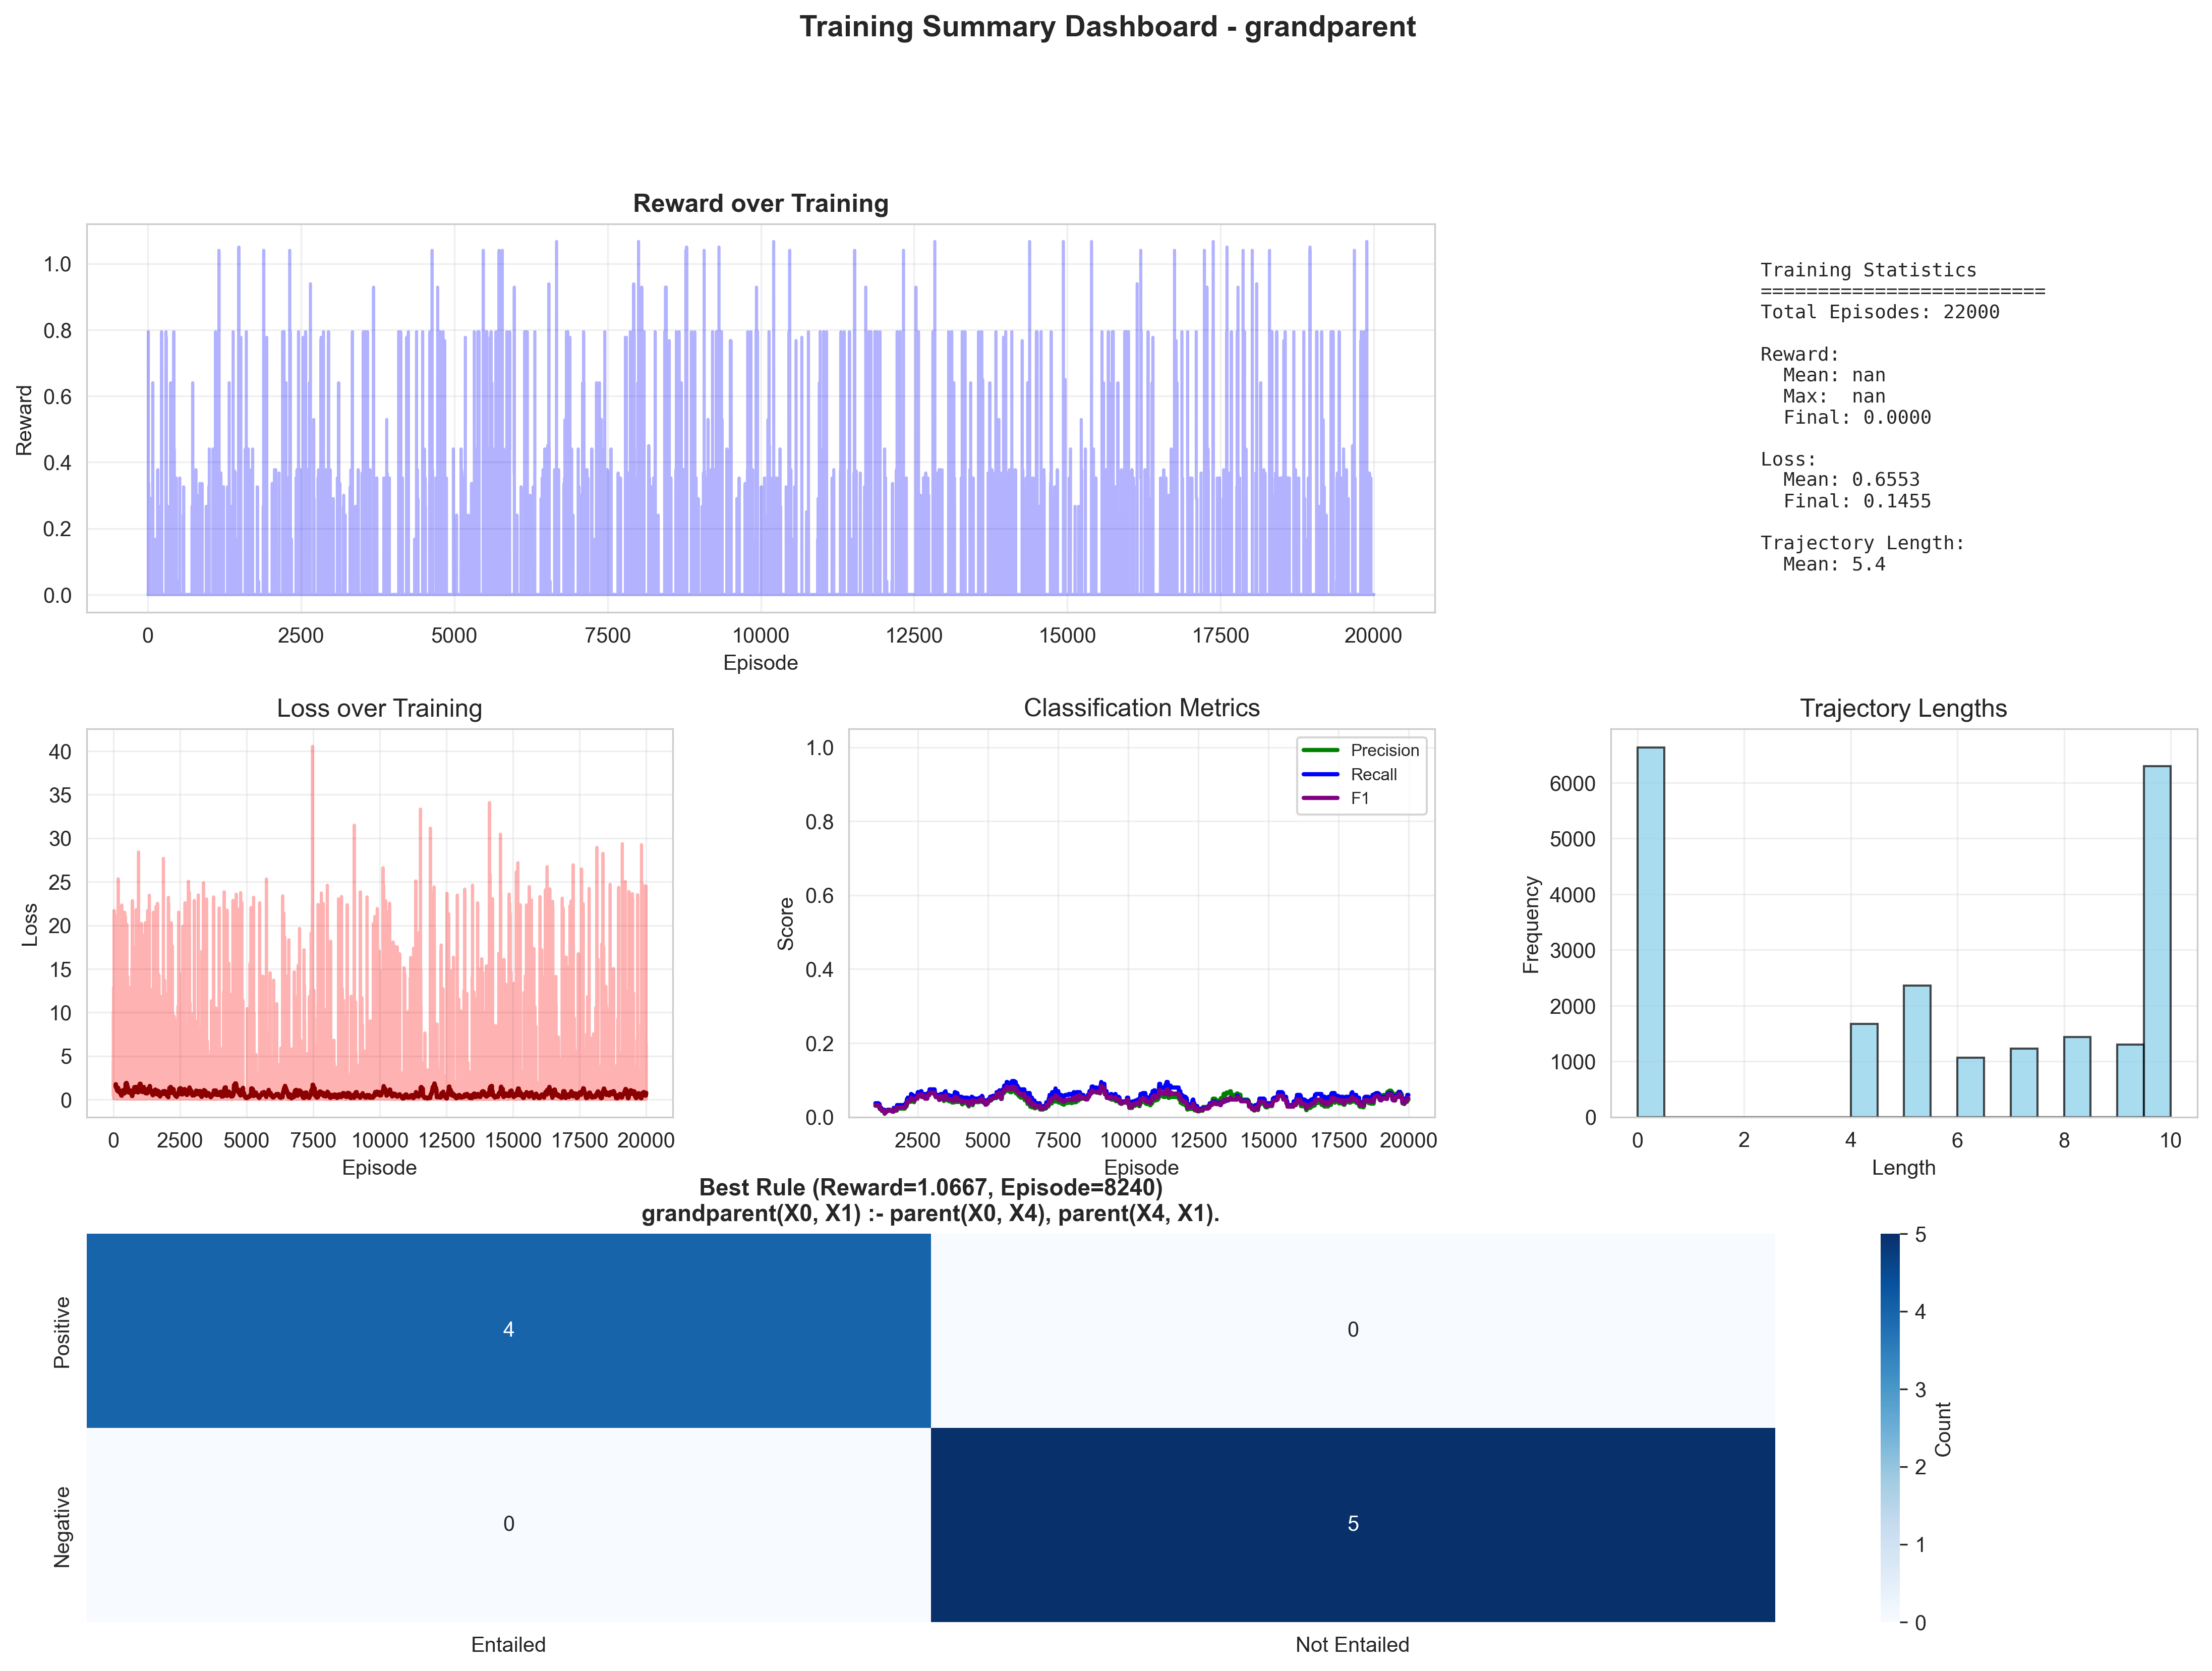 Training Summary Dashboard - grandparent
Reward over Training
Reward
1.0
0.8
0.6
0.4
0.2
0.0
0 2500 5000 7500 10000 12500 15000 17500 20000
Episode
Training Statistics
=========================
Total Episodes: 22000
Reward:
Mean: nan
Max: nan
Final: 0.0000
Loss:
Mean: 0.6553
Final: 0.1455
Trajectory Length:
Mean: 5.4
Loss over Training
Loss
40
35
30
25
20
15
10
5
0
0 2500 5000 7500 10000 12500 15000 17500 20000
Episode
Classification Metrics
Score
1.0
0.8
0.6
0.4
0.2
0.0
Precision
Recall
F1
2500 5000 7500 10000 12500 15000 17500 20000
Episode
Trajectory Lengths
Frequency
6000
5000
4000
3000
2000
1000
0
0 2 4 6 8 10
Length
Best Rule (Reward=1.0667, Episode=8240)
grandparent(X0, X1) :- parent(X0, X4), parent(X4, X1).
Positive
4 0
Negative
0 5
Entailed Not Entailed
5
4
3
2
1
0
Count